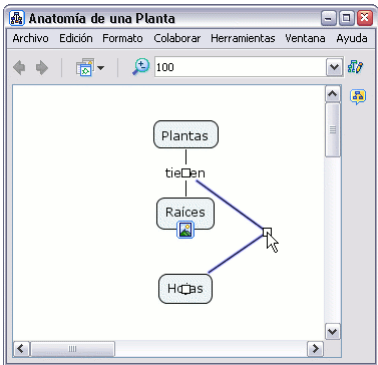 Anatomía de una Planta
Archivo Edición Formato Colaborar Herramientas Ventana Ayuda
100
Plantas
tienen
Raíces
Hojas